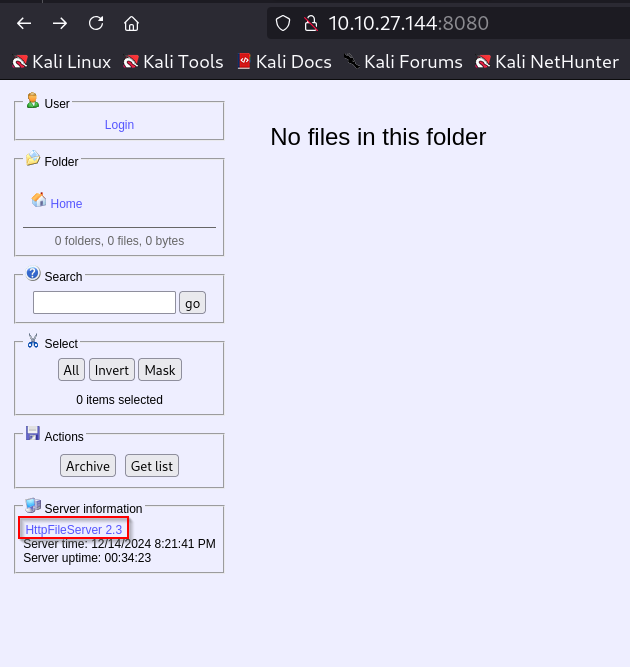 10.10.27.144:8080
Kali Linux Kali Tools Kali Docs Kali Forums Kali NetHunter
User
Login
Folder
Home
0 folders, 0 files, 0 bytes
Search
go
Select
All Invert Mask
0 items selected
Actions
Archive Get list
Server information
HttpFileServer 2.3
Server time: 12/14/2024 8:21:41 PM
Server uptime: 00:34:23
No files in this folder